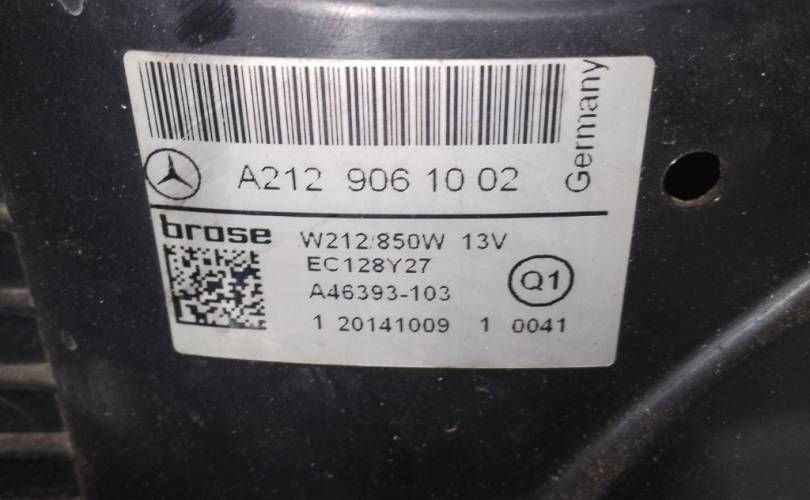 Germany
A212 906 10 02
brose
W212/850W 13V
EC128Y27
A46393-103
Q1
1 20141009 1 0041